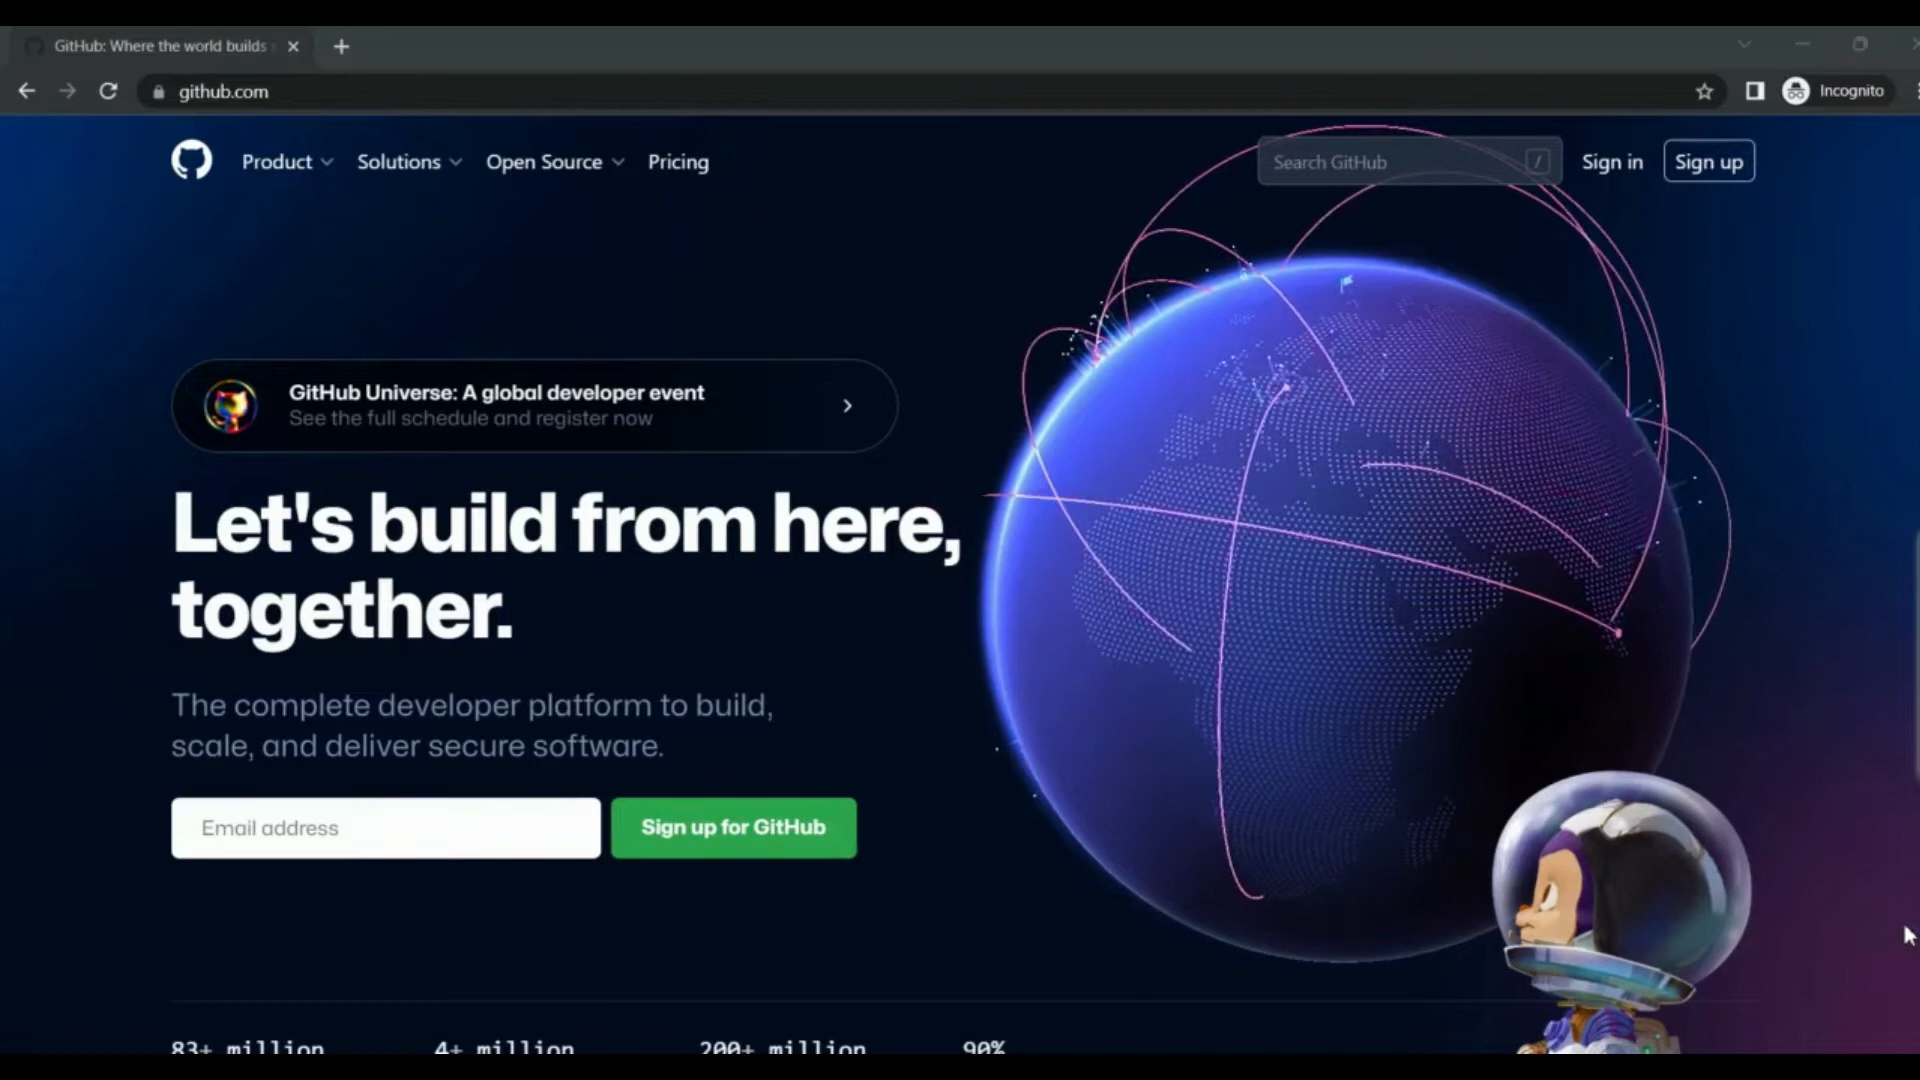 GitHub: Where the world builds
github.com
Incognito
Product
Solutions
Open Source
Pricing
Search GitHub
/
Sign in
Sign up
GitHub Universe: A global developer event
See the full schedule and register now
Let's build from here,
together.
The complete developer platform to build,
scale, and deliver secure software.
Email address
Sign up for GitHub
83+ million
4+ million
200+ million
90%